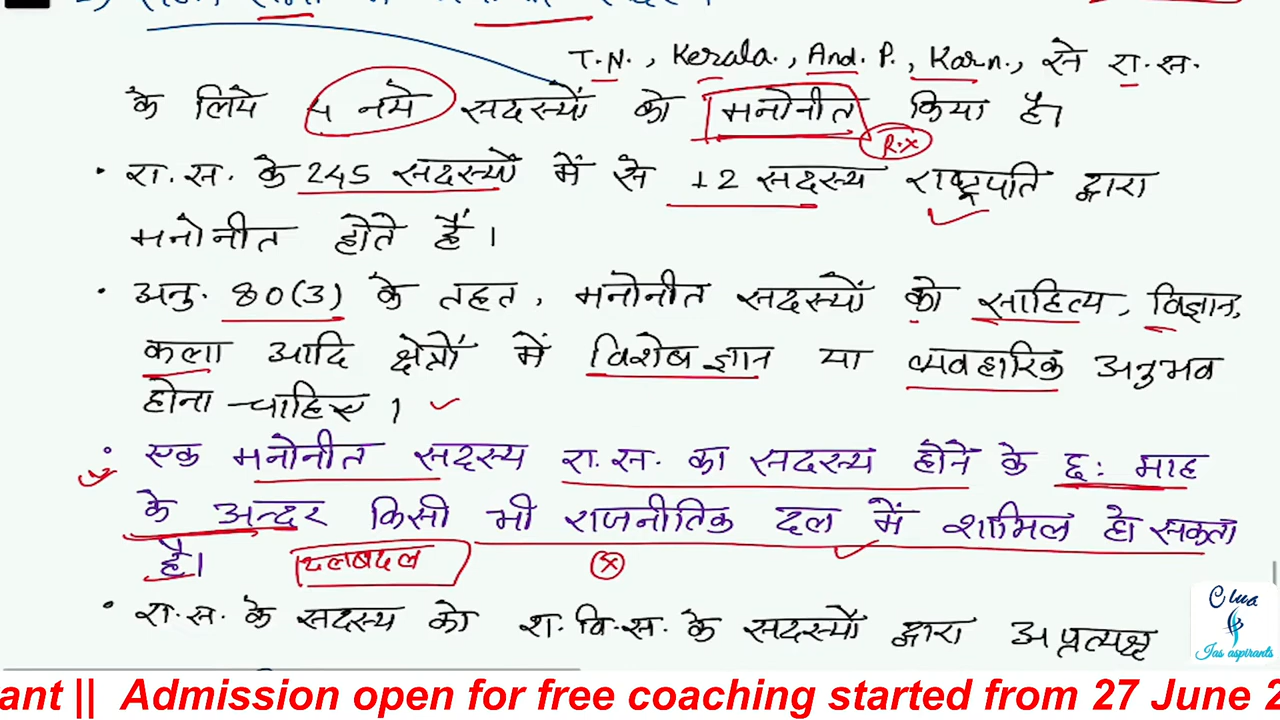 T.N., Kerala., And. P., Karn., से रा.स.
के लिये 4 नये सदस्यों को मनोनीत किया है।
R.x
• रा.स. के 245 सदस्यों में से 12 सदस्य राष्ट्रपति द्वारा
मनोनीत होते हैं।
• अनु. 80(3) के तहत, मनोनीत सदस्यों को साहित्य, विज्ञान,
कला आदि क्षेत्रों में विशेष ज्ञान या व्यवहारिक अनुभव
होना चाहिए।
• एक मनोनीत सदस्य रा.स. का सदस्य होने के छः माह
के अन्दर किसी भी राजनीतिक दल में शामिल हो सकता
है। दलबदल
• रा.स. के सदस्य को रा.वि.स. के सदस्यों द्वारा अप्रत्यक्ष
Clua
Ias aspirants
ant || Admission open for free coaching started from 27 June 2